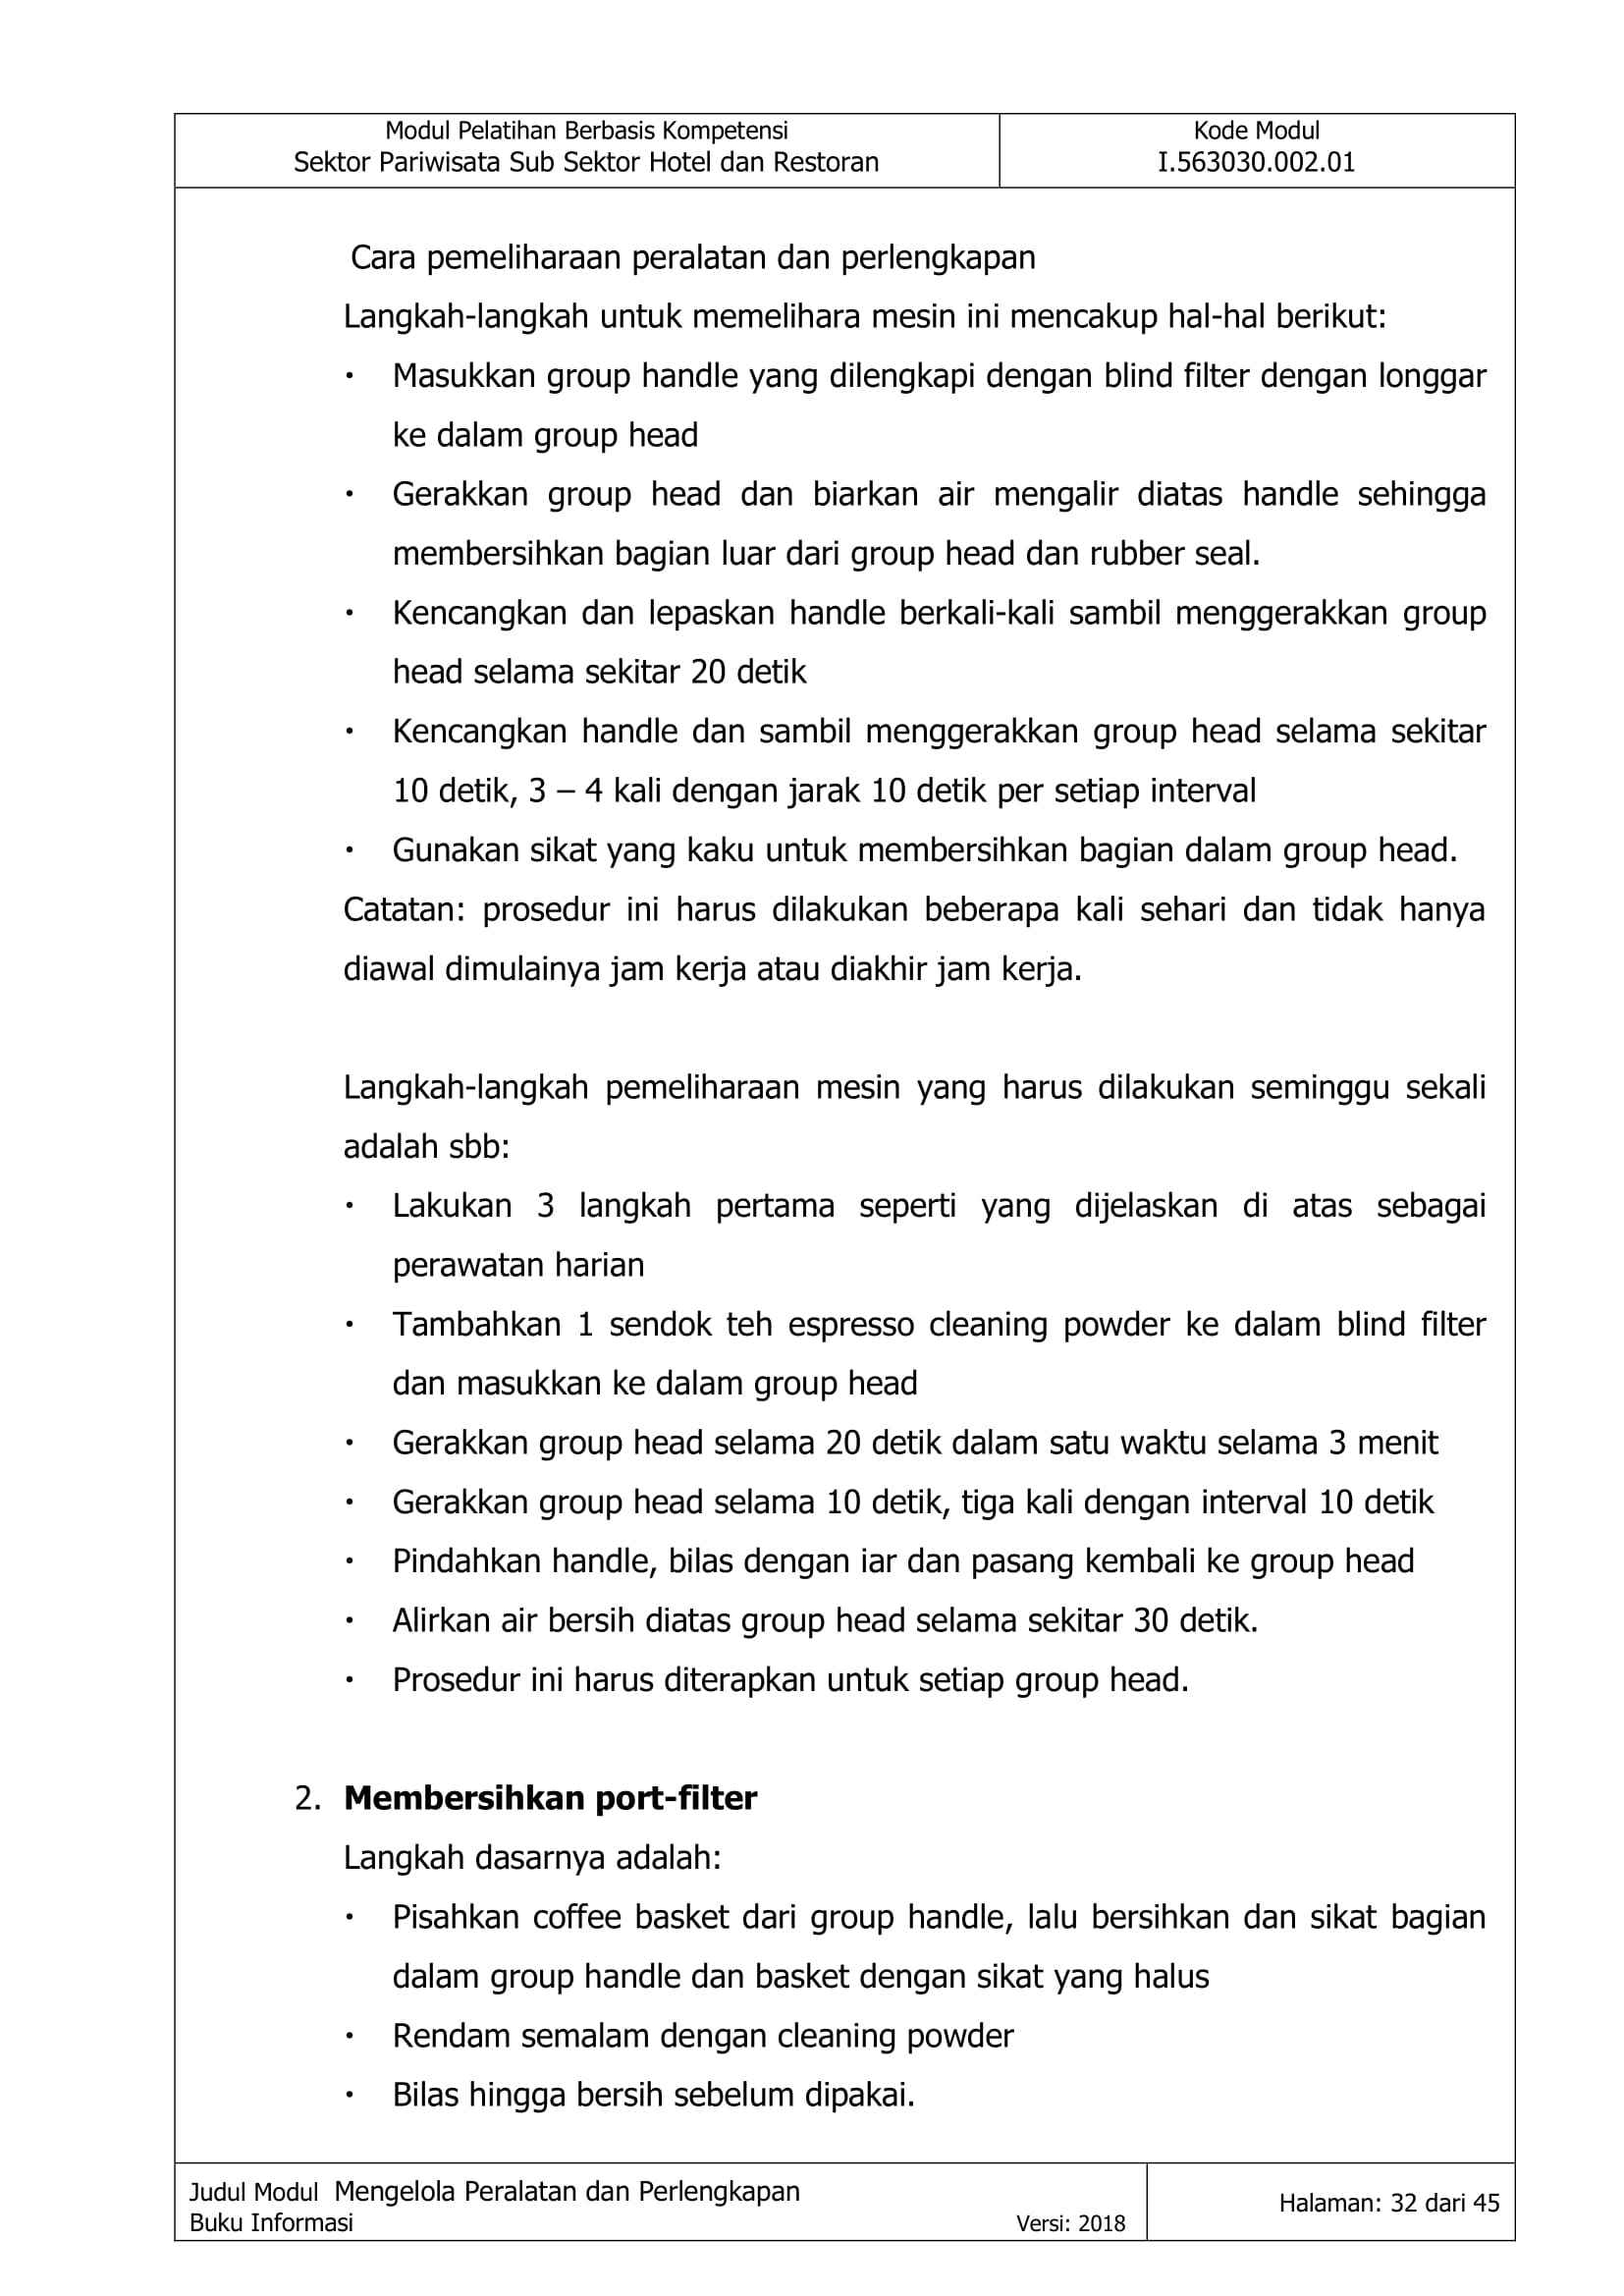 Modul Pelatihan Berbasis Kompetensi
Sektor Pariwisata Sub Sektor Hotel dan Restoran
Kode Modul
I.563030.002.01
Cara pemeliharaan peralatan dan perlengkapan
Langkah-langkah untuk memelihara mesin ini mencakup hal-hal berikut:
• Masukkan group handle yang dilengkapi dengan blind filter dengan longgar
ke dalam group head
• Gerakkan group head dan biarkan air mengalir diatas handle sehingga
membersihkan bagian luar dari group head dan rubber seal.
• Kencangkan dan lepaskan handle berkali-kali sambil menggerakkan group
head selama sekitar 20 detik
• Kencangkan handle dan sambil menggerakkan group head selama sekitar
10 detik, 3 – 4 kali dengan jarak 10 detik per setiap interval
• Gunakan sikat yang kaku untuk membersihkan bagian dalam group head.
Catatan: prosedur ini harus dilakukan beberapa kali sehari dan tidak hanya
diawal dimulainya jam kerja atau diakhir jam kerja.
Langkah-langkah pemeliharaan mesin yang harus dilakukan seminggu sekali
adalah sbb:
• Lakukan 3 langkah pertama seperti yang dijelaskan di atas sebagai
perawatan harian
• Tambahkan 1 sendok teh espresso cleaning powder ke dalam blind filter
dan masukkan ke dalam group head
• Gerakkan group head selama 20 detik dalam satu waktu selama 3 menit
• Gerakkan group head selama 10 detik, tiga kali dengan interval 10 detik
• Pindahkan handle, bilas dengan iar dan pasang kembali ke group head
• Alirkan air bersih diatas group head selama sekitar 30 detik.
• Prosedur ini harus diterapkan untuk setiap group head.
2. Membersihkan port-filter
Langkah dasarnya adalah:
• Pisahkan coffee basket dari group handle, lalu bersihkan dan sikat bagian
dalam group handle dan basket dengan sikat yang halus
• Rendam semalam dengan cleaning powder
• Bilas hingga bersih sebelum dipakai.
Judul Modul Mengelola Peralatan dan Perlengkapan
Buku Informasi Versi: 2018
Halaman: 32 dari 45